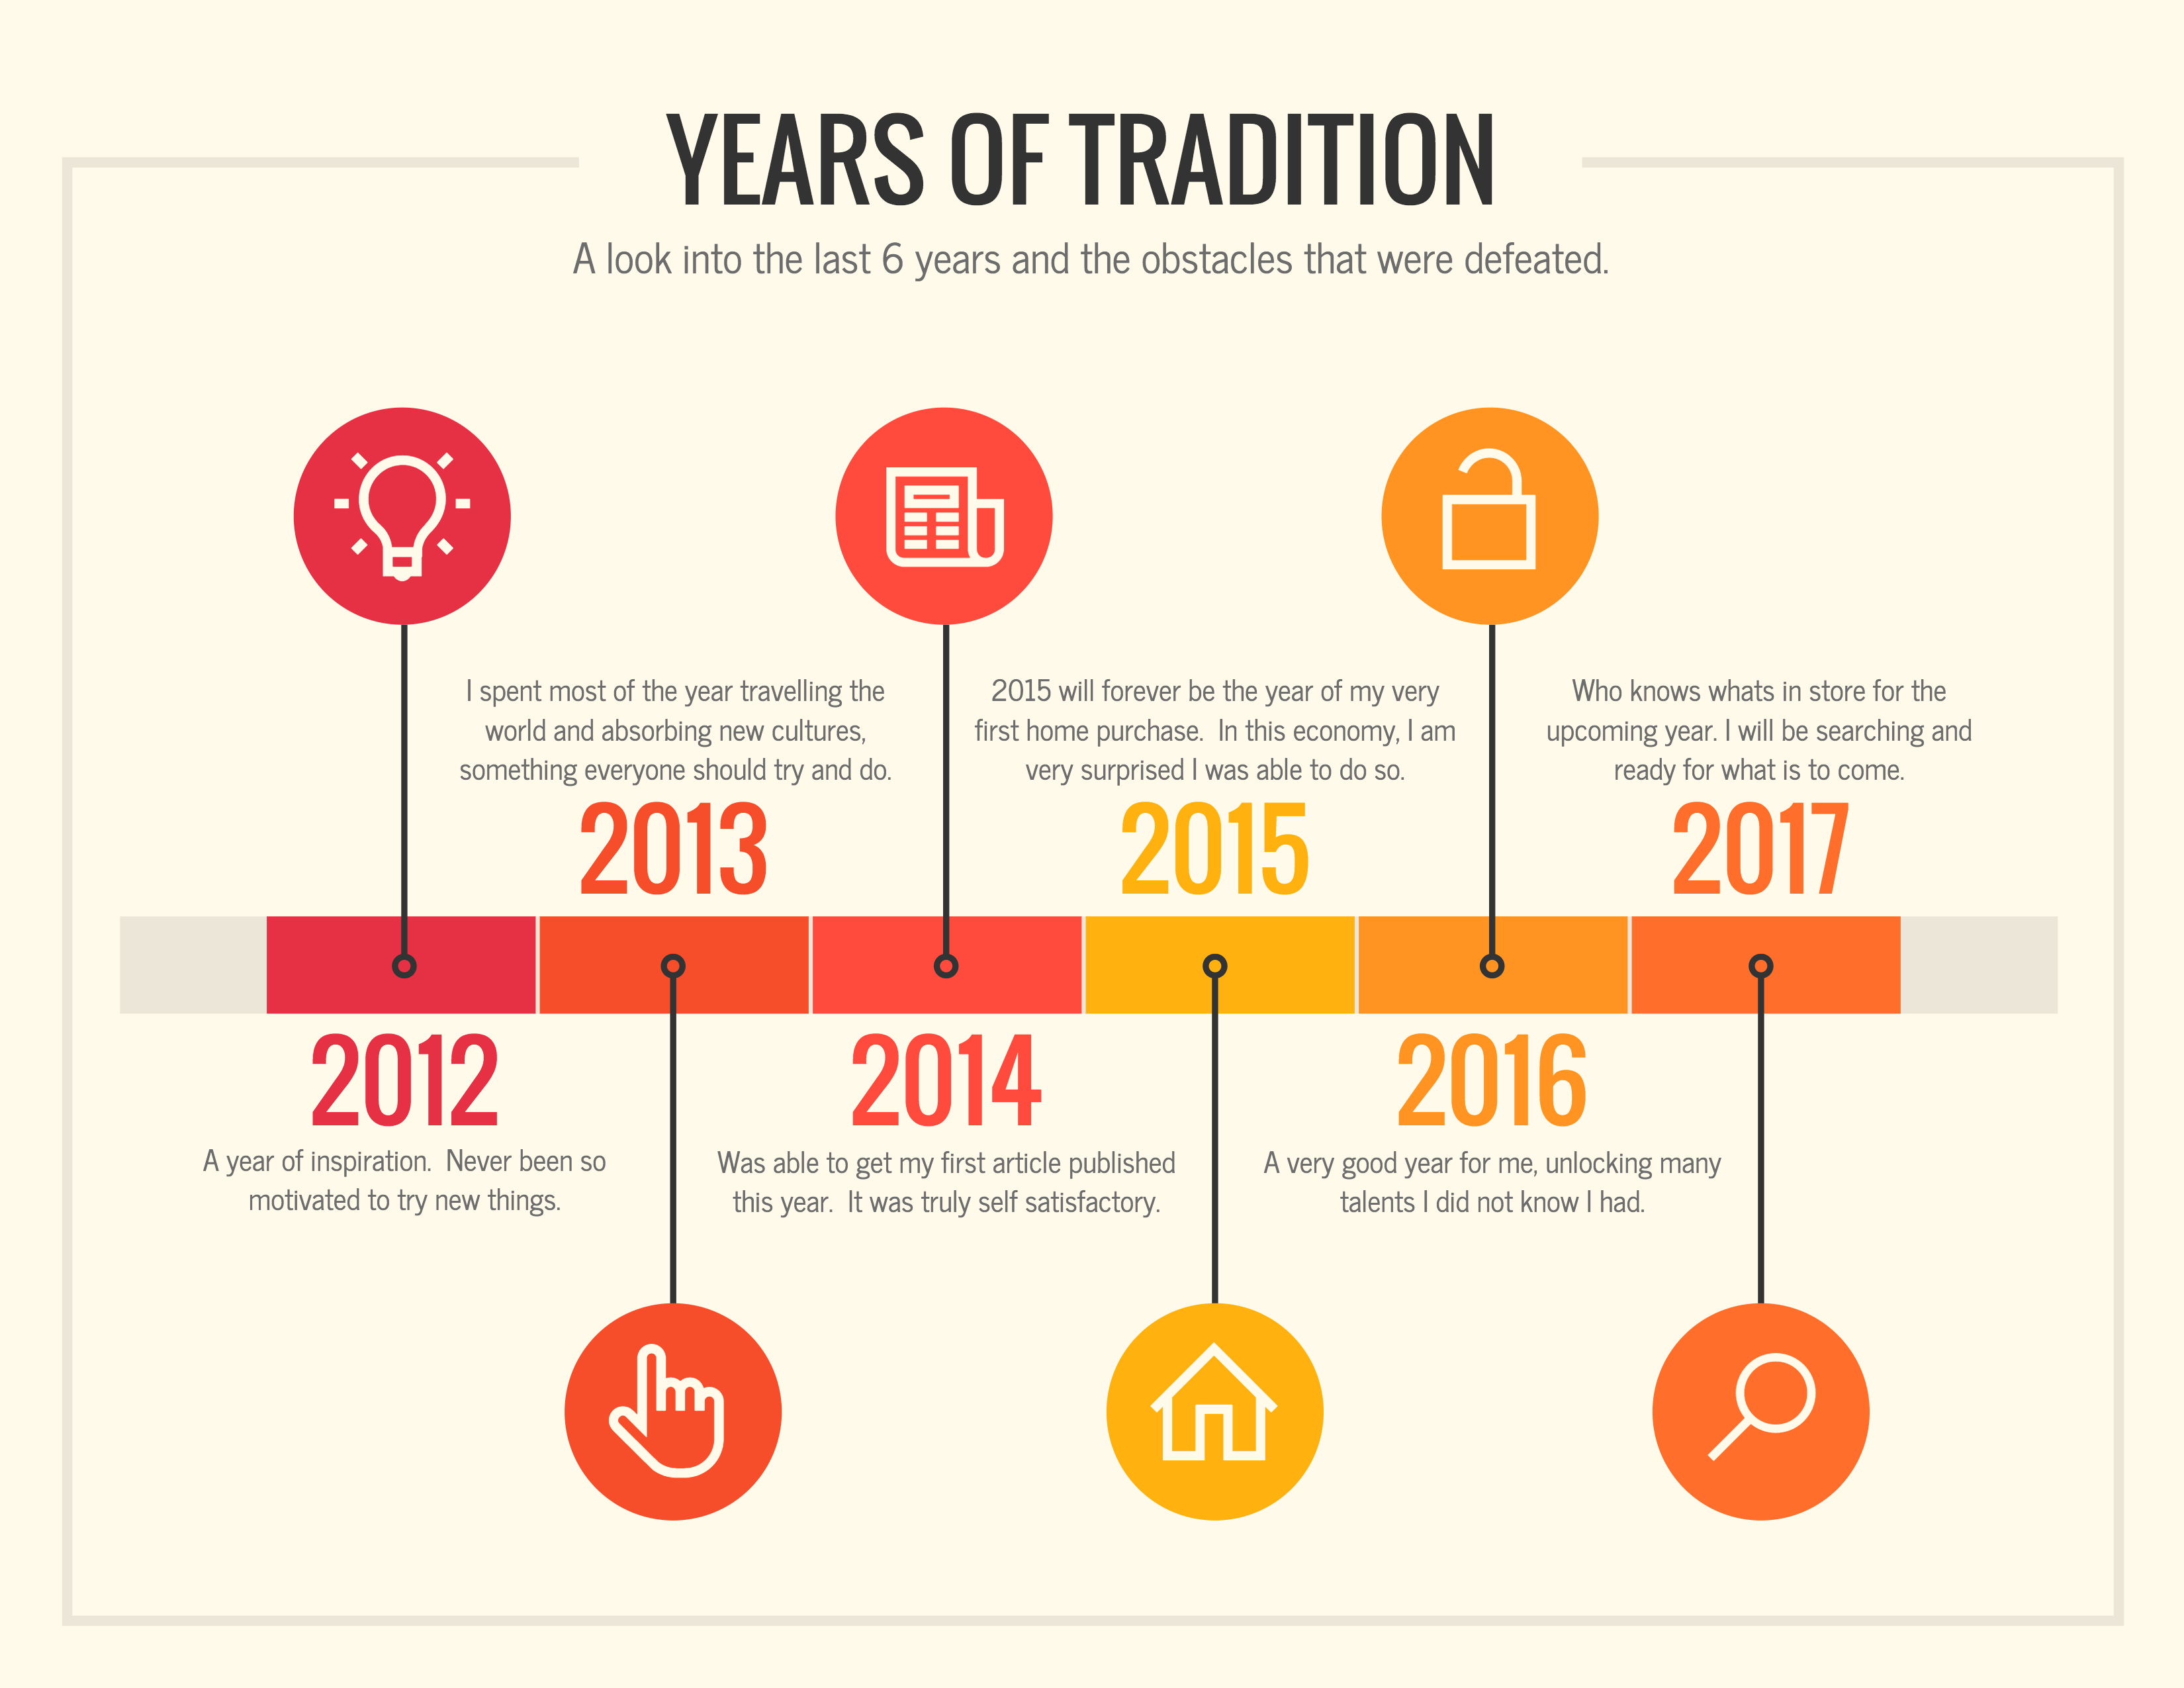 YEARS OF TRADITION
A look into the last 6 years and the obstacles that were defeated.
I spent most of the year travelling the
world and absorbing new cultures,
something everyone should try and do.
2013
2015 will forever be the year of my very
first home purchase.  In this economy, I am
very surprised I was able to do so.
2015
Who knows whats in store for the
upcoming year. I will be searching and
ready for what is to come.
2017
2012
A year of inspiration.  Never been so
motivated to try new things.
2014
Was able to get my first article published
this year.  It was truly self satisfactory.
2016
A very good year for me, unlocking many
talents I did not know I had.